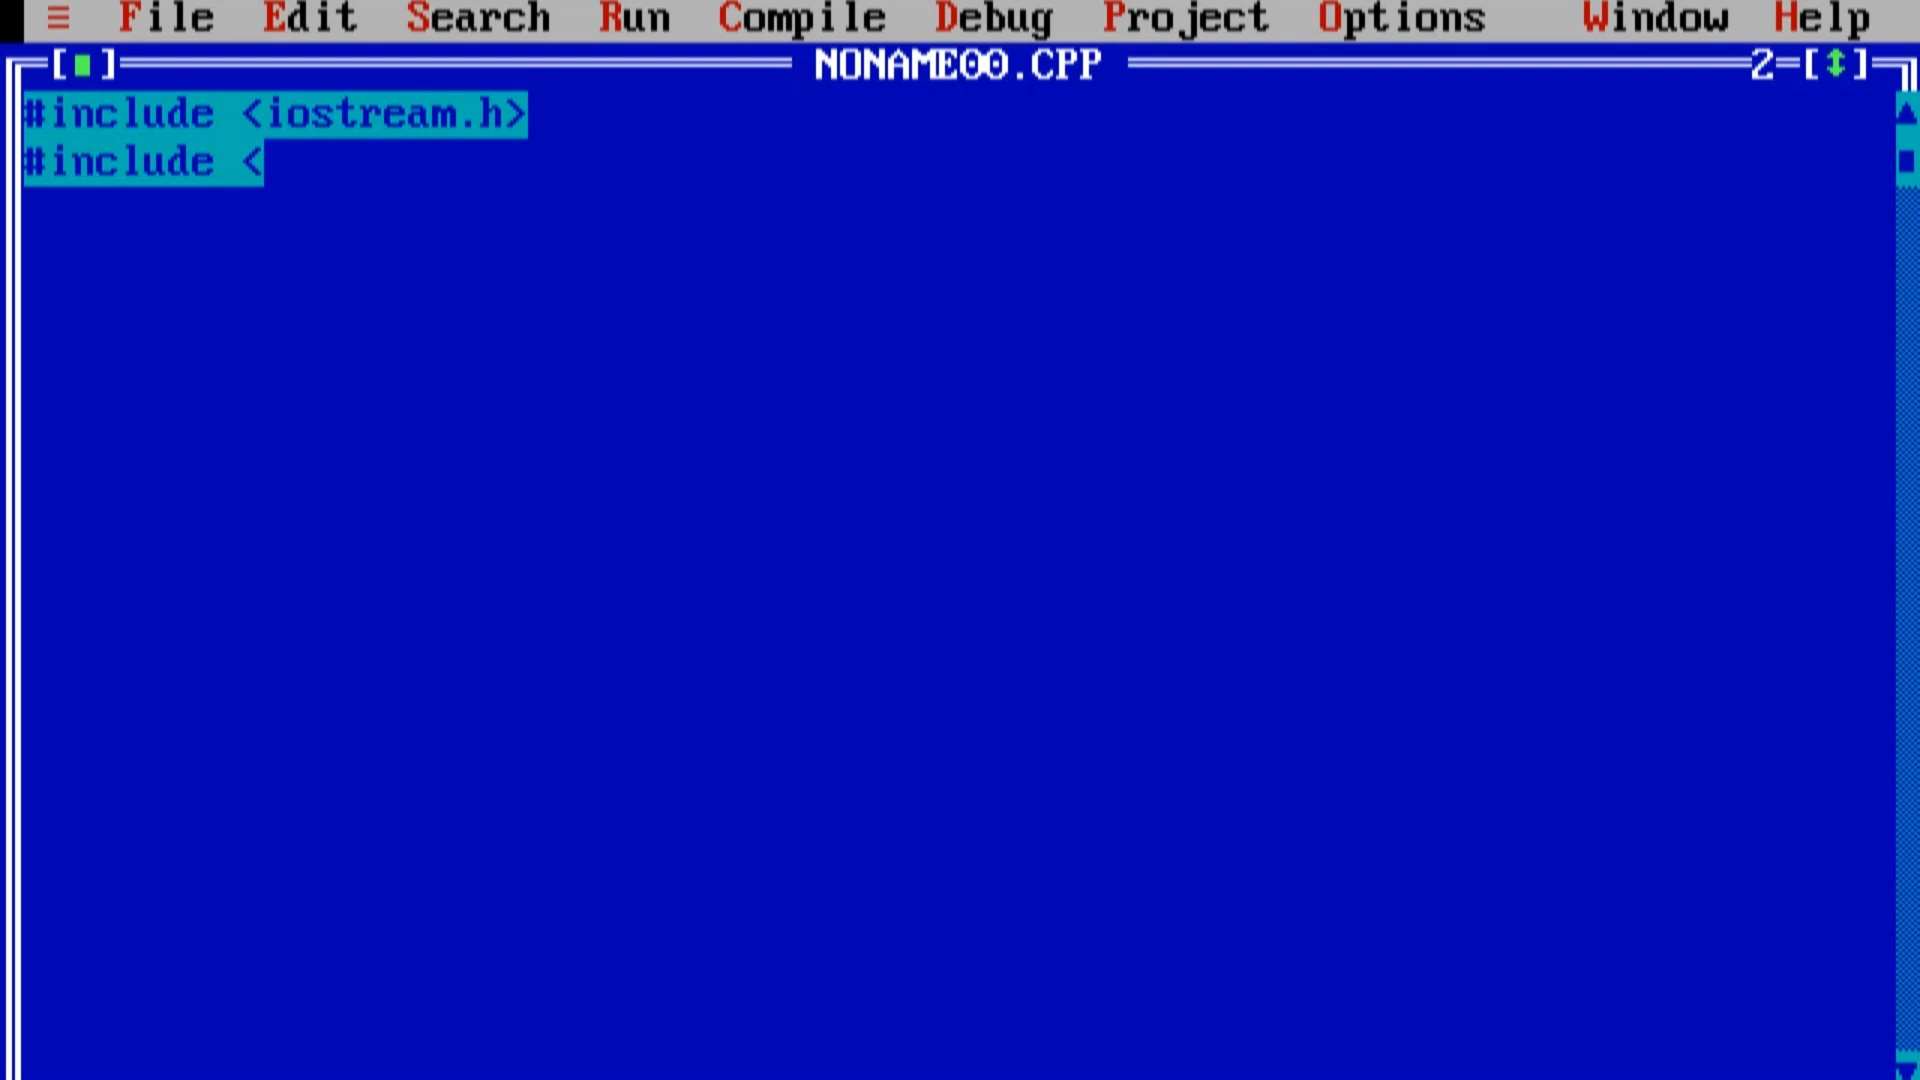 ≡ File Edit Search Run Compile Debug Project Options Window Help
[■] NONAME00.CPP 2=[↕]
#include <iostream.h>
#include <